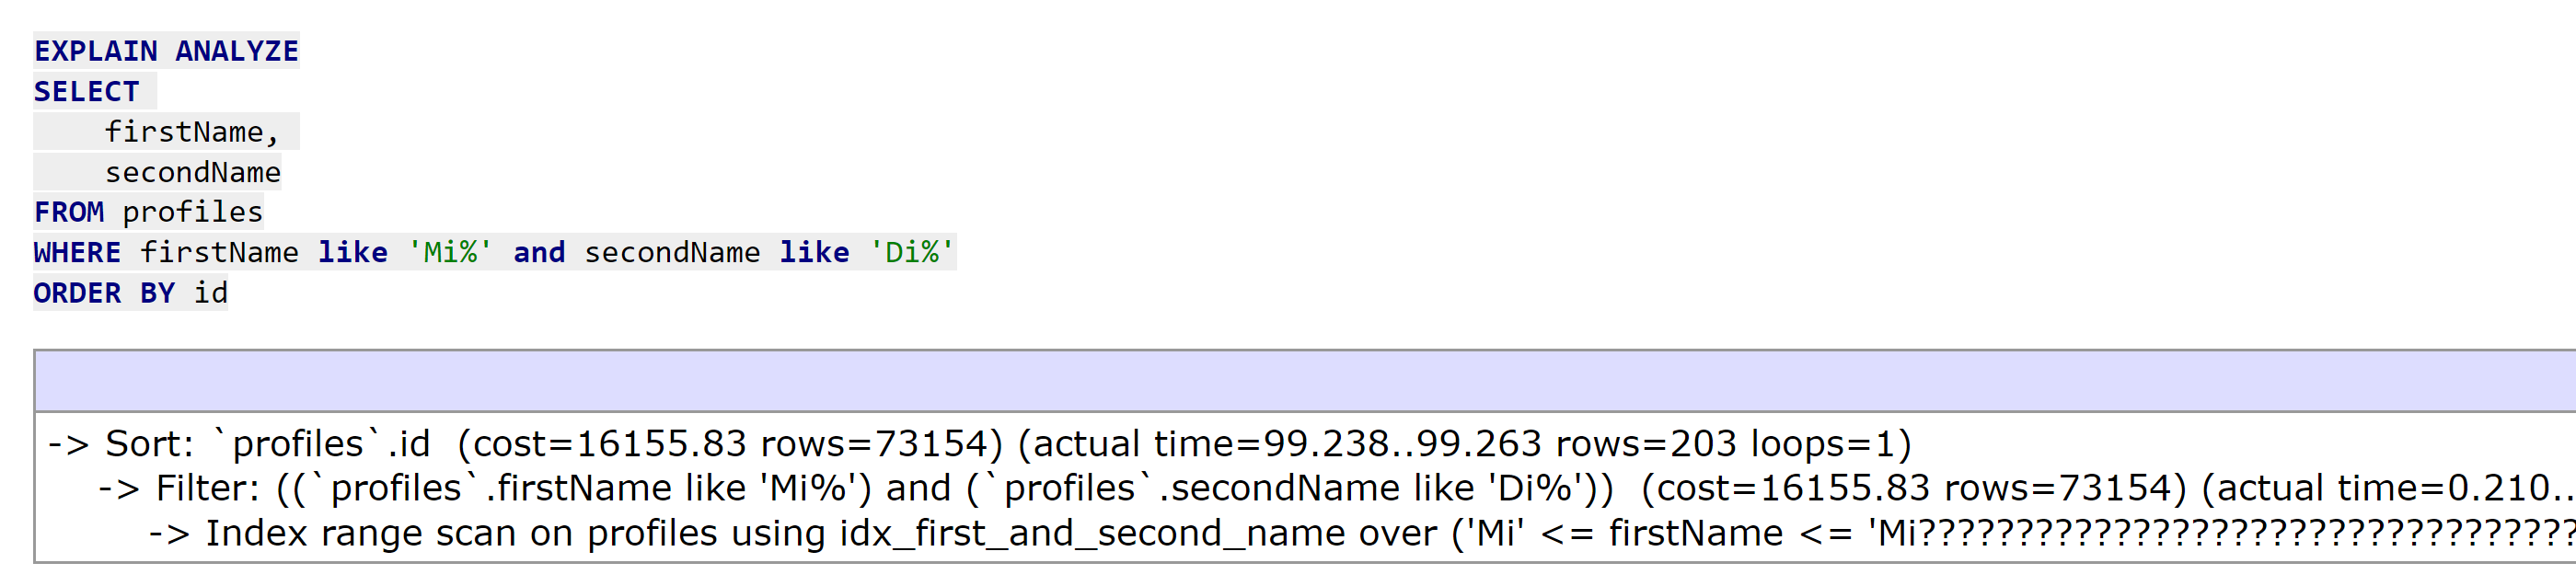 EXPLAIN ANALYZE
SELECT
    firstName,
    secondName
FROM profiles
WHERE firstName like 'Mi%' and secondName like 'Di%'
ORDER BY id
-> Sort: `profiles`.id  (cost=16155.83 rows=73154) (actual time=99.238..99.263 rows=203 loops=1)
    -> Filter: ((`profiles`.firstName like 'Mi%') and (`profiles`.secondName like 'Di%'))  (cost=16155.83 rows=73154) (actual time=0.210..
        -> Index range scan on profiles using idx_first_and_second_name over ('Mi' <= firstName <= 'Mi??????????????????????????????????